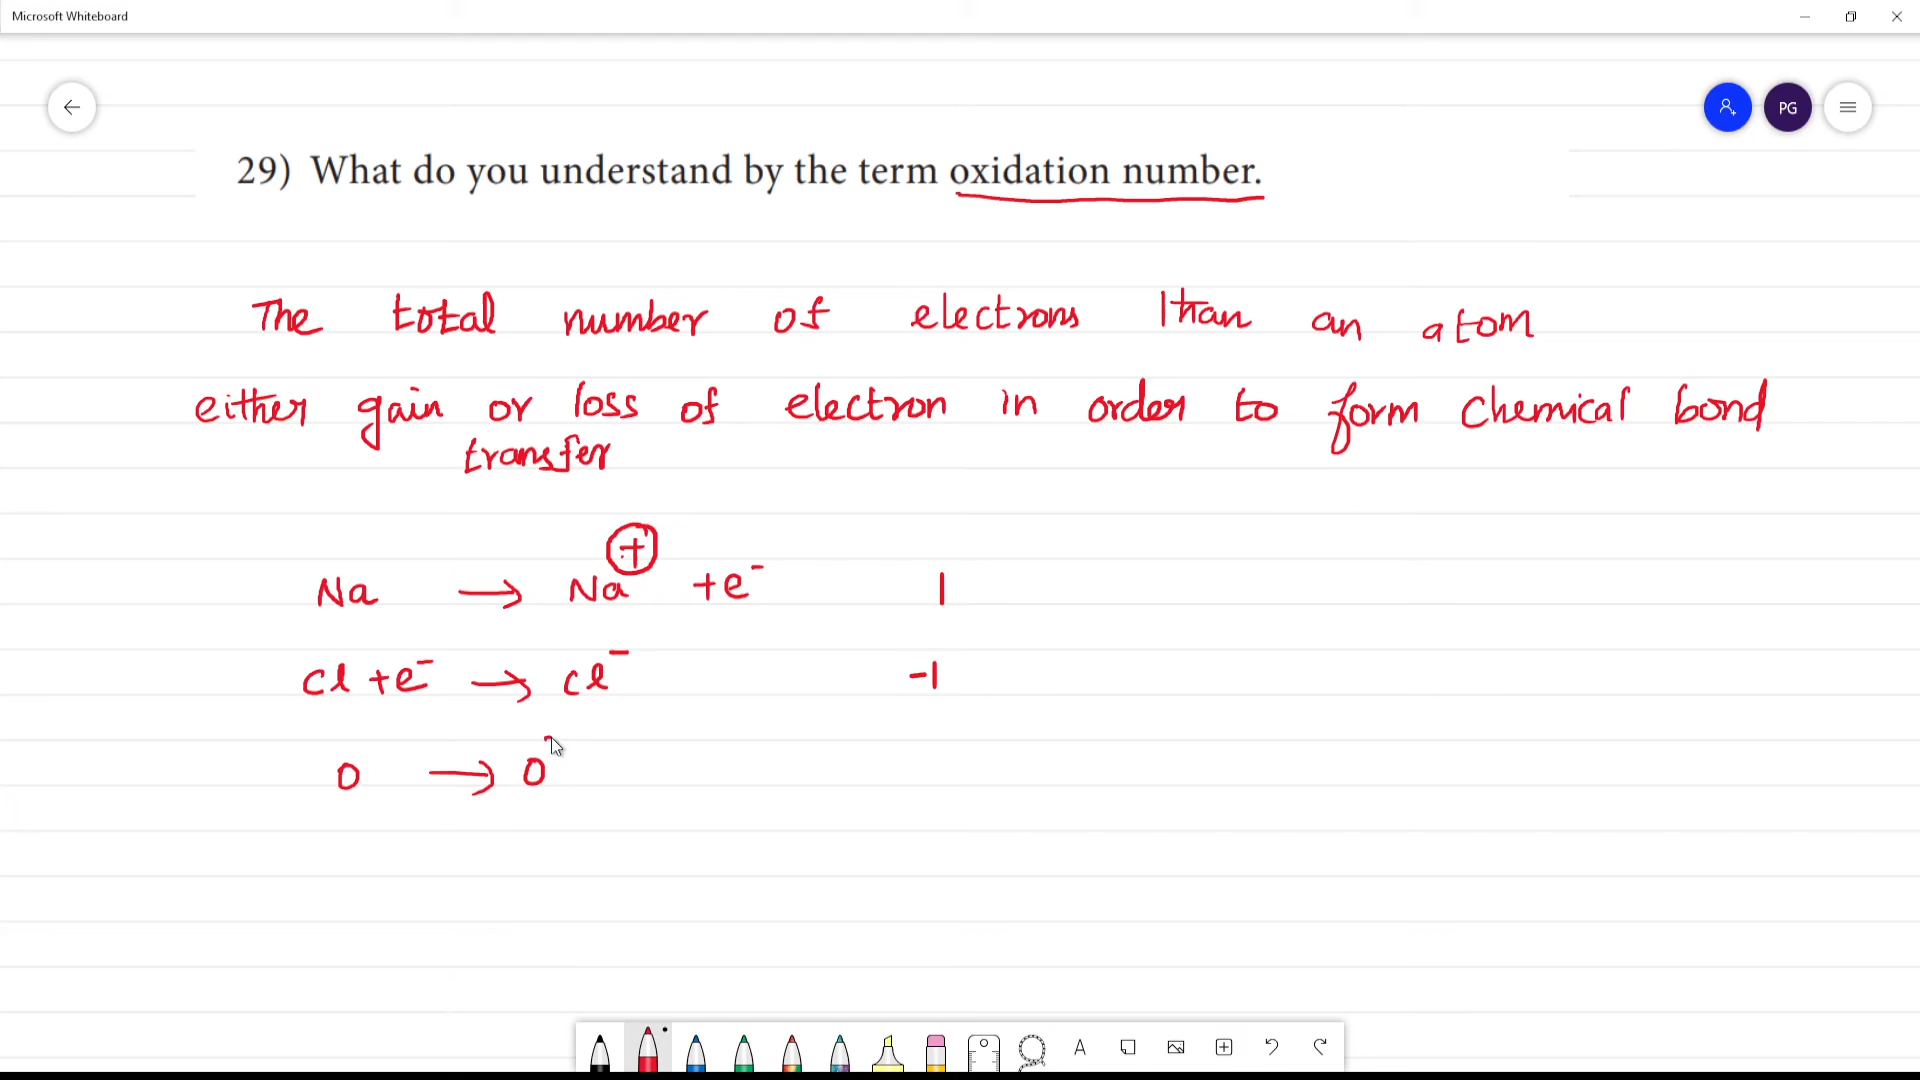 Microsoft Whiteboard
PG
29) What do you understand by the term oxidation number.
The total number of electrons than an atom
either gain or loss of electron in order to form chemical bond
transfer
Na → Na⁺ + e⁻ 1
Cl + e⁻ → Cl⁻ -1
O → O
A